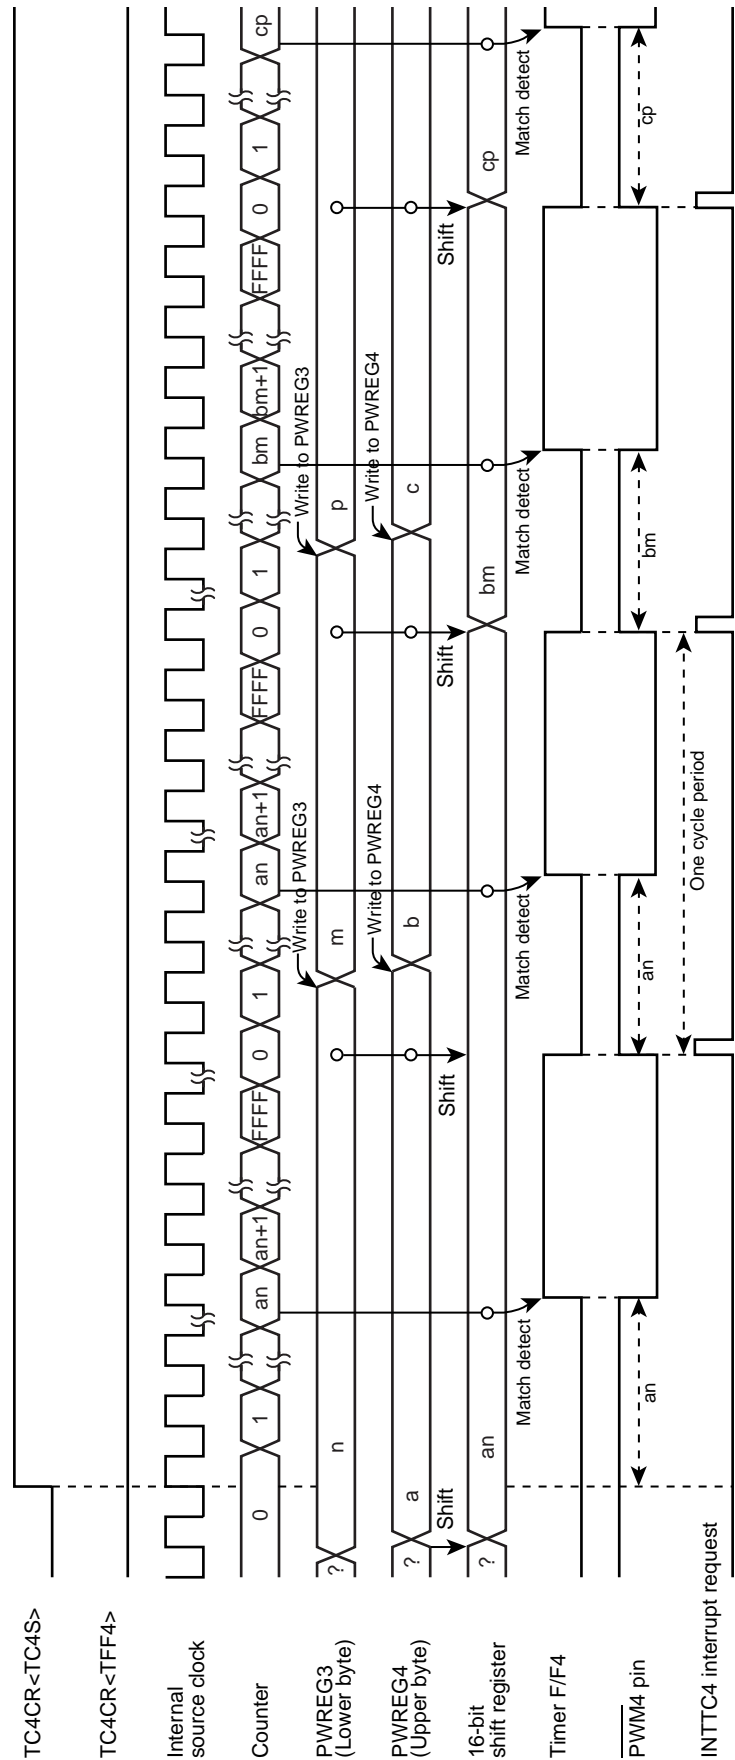 TC4CR<TC4S>
TC4CR<TFF4>
Internal
source clock
Counter
0
1
an
an+1
FFFF
0
1
an
an+1
FFFF
0
1
bm
bm+1
FFFF
0
1
cp
Write to PWREG3
Write to PWREG3
PWREG3
(Lower byte)
?
n
m
p
Write to PWREG4
Write to PWREG4
PWREG4
(Upper byte)
?
a
b
c
Shift
Shift
Shift
Shift
16-bit
shift register
?
an
bm
cp
Match detect
Match detect
Match detect
Match detect
Timer F/F4
PWM4 pin
an
an
bm
cp
One cycle period
INTTC4 interrupt request